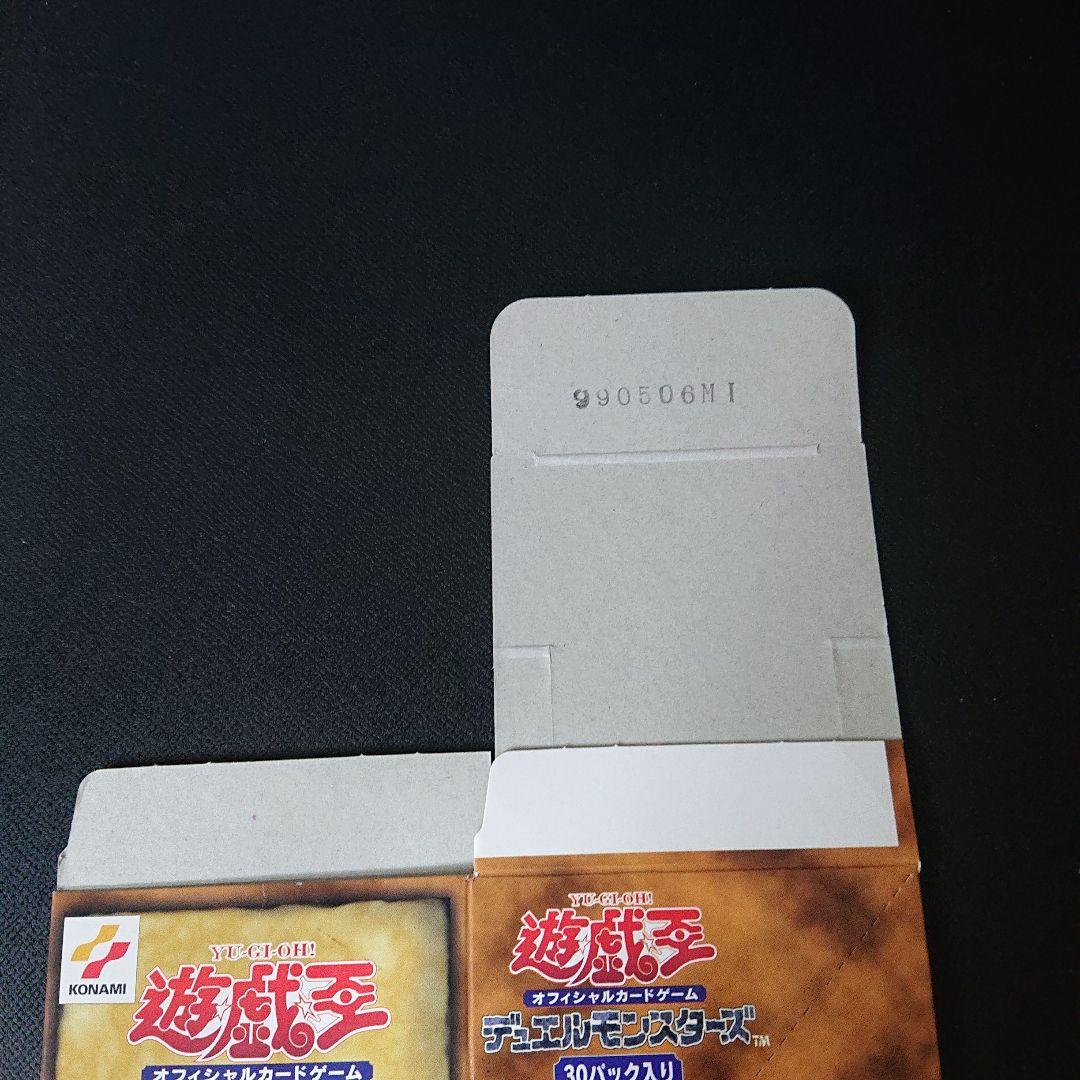 990506MI
KONAMI
YU-GI-OH!
遊戯王
オフィシャルカードゲーム
YU-GI-OH!
遊戯王
オフィシャルカードゲーム
デュエルモンスターズ™
30パック入り